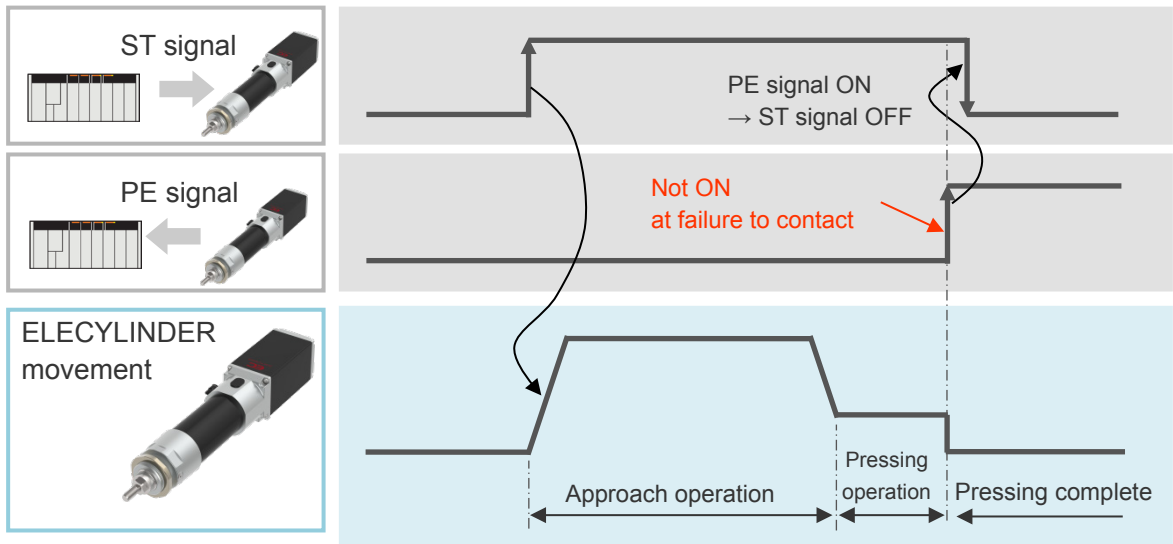 ST signal
PE signal ON
→ ST signal OFF
PE signal
Not ON
at failure to contact
ELECYLINDER
movement
Approach operation
Pressing
operation
Pressing complete